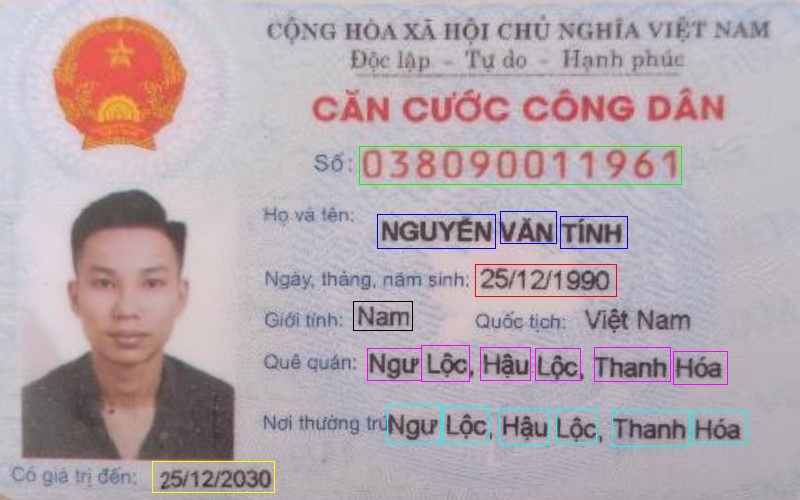 CỘNG HÒA XÃ HỘI CHỦ NGHĨA VIỆT NAM
Độc lập - Tự do - Hạnh phúc
CĂN CƯỚC CÔNG DÂN
Số: 038090011961
Họ và tên: NGUYỄN VĂN TÍNH
Ngày, tháng, năm sinh: 25/12/1990
Giới tính: Nam Quốc tịch: Việt Nam
Quê quán: Ngư Lộc, Hậu Lộc, Thanh Hóa
Nơi thường trú Ngư Lộc, Hậu Lộc, Thanh Hóa
Có giá trị đến: 25/12/2030